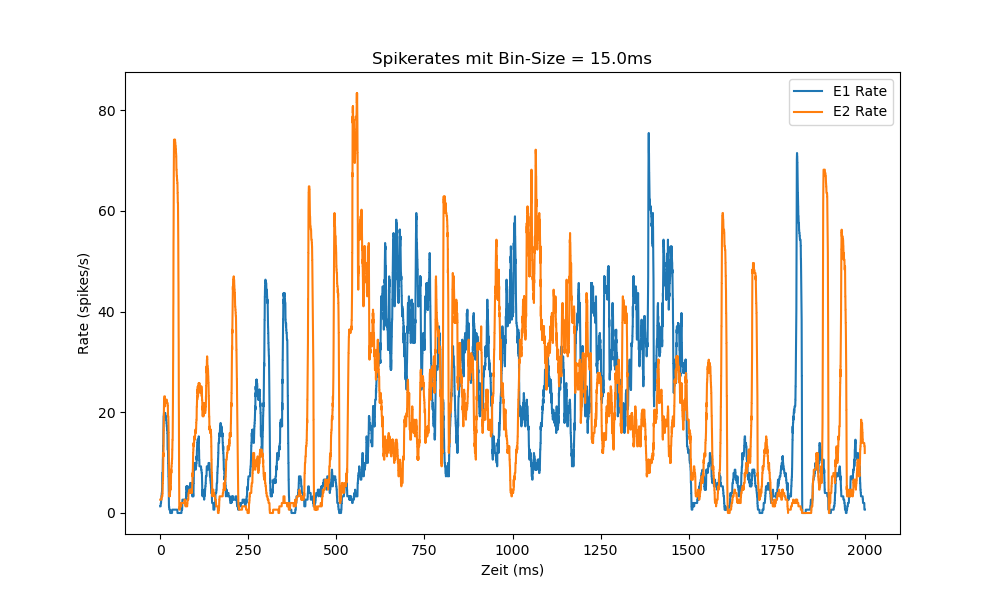 Spikerates mit Bin-Size = 15.0ms
E1 Rate
E2 Rate
80
60
40
20
0
Rate (spikes/s)
0 250 500 750 1000 1250 1500 1750 2000
Zeit (ms)